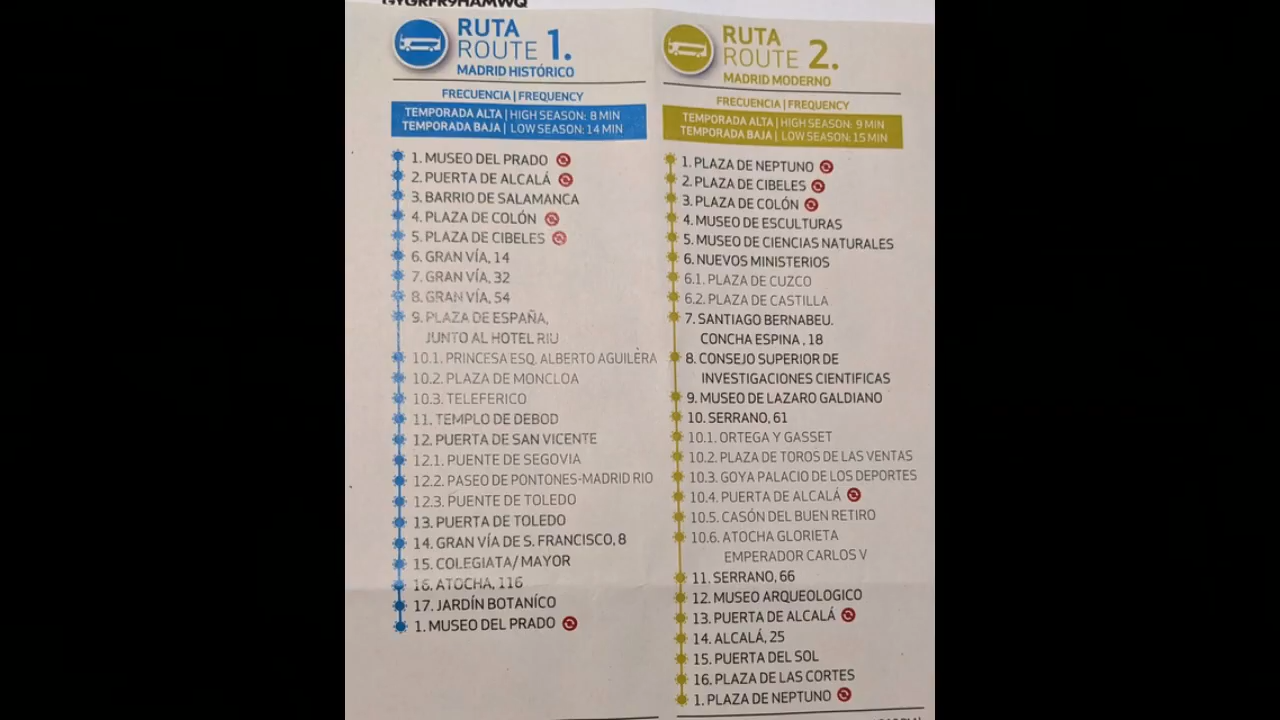 GYGRFR9HAMWQ
RUTA
ROUTE 1.
MADRID HISTÓRICO
FRECUENCIA | FREQUENCY
TEMPORADA ALTA | HIGH SEASON: 8 MIN
TEMPORADA BAJA | LOW SEASON: 14 MIN
1. MUSEO DEL PRADO
2. PUERTA DE ALCALÁ
3. BARRIO DE SALAMANCA
4. PLAZA DE COLÓN
5. PLAZA DE CIBELES
6. GRAN VÍA, 14
7. GRAN VÍA, 32
8. GRAN VÍA, 54
9. PLAZA DE ESPAÑA,
JUNTO AL HOTEL RIU
10.1. PRINCESA ESQ. ALBERTO AGUILERA
10.2. PLAZA DE MONCLOA
10.3. TELEFERICO
11. TEMPLO DE DEBOD
12. PUERTA DE SAN VICENTE
12.1. PUENTE DE SEGOVIA
12.2. PASEO DE PONTONES-MADRID RIO
12.3. PUENTE DE TOLEDO
13. PUERTA DE TOLEDO
14. GRAN VÍA DE S. FRANCISCO, 8
15. COLEGIATA/ MAYOR
16. ATOCHA, 116
17. JARDÍN BOTANÍCO
1. MUSEO DEL PRADO
RUTA
ROUTE 2.
MADRID MODERNO
FRECUENCIA | FREQUENCY
TEMPORADA ALTA | HIGH SEASON: 9 MIN
TEMPORADA BAJA | LOW SEASON: 15 MIN
1. PLAZA DE NEPTUNO
2. PLAZA DE CIBELES
3. PLAZA DE COLÓN
4. MUSEO DE ESCULTURAS
5. MUSEO DE CIENCIAS NATURALES
6. NUEVOS MINISTERIOS
6.1. PLAZA DE CUZCO
6.2. PLAZA DE CASTILLA
7. SANTIAGO BERNABEU.
CONCHA ESPINA , 18
8. CONSEJO SUPERIOR DE
INVESTIGACIONES CIENTIFICAS
9. MUSEO DE LAZARO GALDIANO
10. SERRANO, 61
10.1. ORTEGA Y GASSET
10.2. PLAZA DE TOROS DE LAS VENTAS
10.3. GOYA PALACIO DE LOS DEPORTES
10.4. PUERTA DE ALCALÁ
10.5. CASÓN DEL BUEN RETIRO
10.6. ATOCHA GLORIETA
EMPERADOR CARLOS V
11. SERRANO, 66
12. MUSEO ARQUEOLOGICO
13. PUERTA DE ALCALÁ
14. ALCALÁ, 25
15. PUERTA DEL SOL
16. PLAZA DE LAS CORTES
1. PLAZA DE NEPTUNO